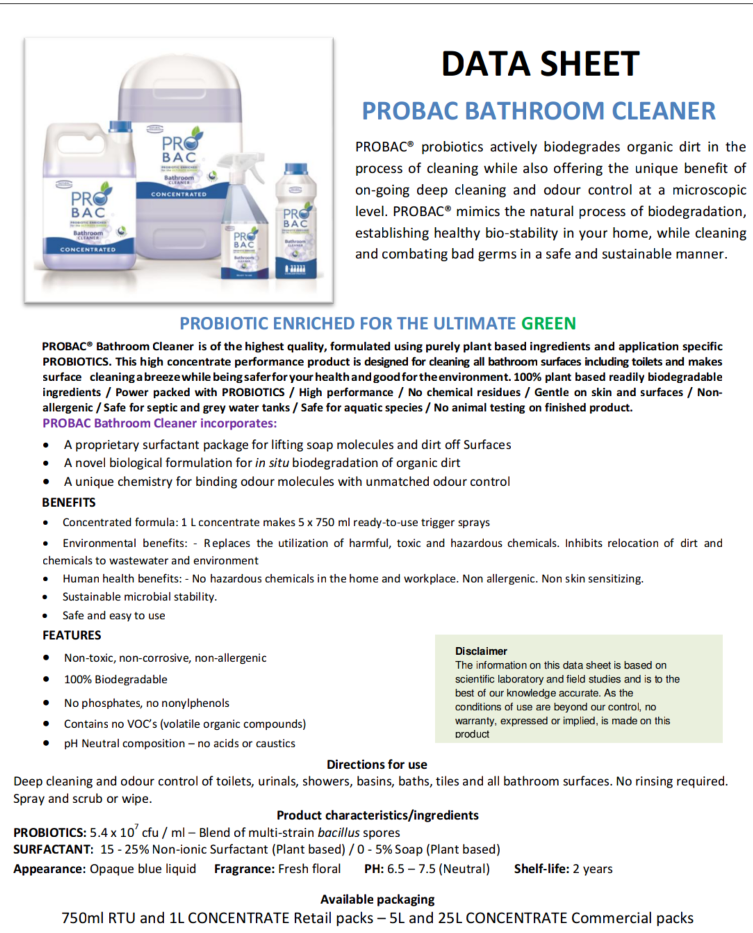 DATA SHEET
PROBAC BATHROOM CLEANER
PROBAC® probiotics actively biodegrades organic dirt in the
process of cleaning while also offering the unique benefit of
on-going deep cleaning and odour control at a microscopic
level. PROBAC® mimics the natural process of biodegradation,
establishing healthy bio-stability in your home, while cleaning
and combating bad germs in a safe and sustainable manner.
PRO
BAC
Bathroom
CLEANER
CONCENTRATED
PRO
BAC
Bathroom
CLEANER
CONCENTRATED
PRO
BAC
Bathroom
PRO
BAC
Bathroom
PROBIOTIC ENRICHED FOR THE ULTIMATE GREEN
PROBAC® Bathroom Cleaner is of the highest quality, formulated using purely plant based ingredients and application specific
PROBIOTICS. This high concentrate performance product is designed for cleaning all bathroom surfaces including toilets and makes
surface cleaning a breeze while being safer for your health and good for the environment. 100% plant based readily biodegradable
ingredients / Power packed with PROBIOTICS / High performance / No chemical residues / Gentle on skin and surfaces / Non-
allergenic / Safe for septic and grey water tanks / Safe for aquatic species / No animal testing on finished product.
PROBAC Bathroom Cleaner incorporates:
• A proprietary surfactant package for lifting soap molecules and dirt off Surfaces
• A novel biological formulation for in situ biodegradation of organic dirt
• A unique chemistry for binding odour molecules with unmatched odour control
BENEFITS
• Concentrated formula: 1 L concentrate makes 5 x 750 ml ready-to-use trigger sprays
• Environmental benefits: - Replaces the utilization of harmful, toxic and hazardous chemicals. Inhibits relocation of dirt and
chemicals to wastewater and environment
• Human health benefits: - No hazardous chemicals in the home and workplace. Non allergenic. Non skin sensitizing.
• Sustainable microbial stability.
• Safe and easy to use
FEATURES
• Non-toxic, non-corrosive, non-allergenic
• 100% Biodegradable
• No phosphates, no nonylphenols
• Contains no VOC's (volatile organic compounds)
• pH Neutral composition – no acids or caustics
Disclaimer
The information on this data sheet is based on
scientific laboratory and field studies and is to the
best of our knowledge accurate. As the
conditions of use are beyond our control, no
warranty, expressed or implied, is made on this
product
Directions for use
Deep cleaning and odour control of toilets, urinals, showers, basins, baths, tiles and all bathroom surfaces. No rinsing required.
Spray and scrub or wipe.
Product characteristics/ingredients
PROBIOTICS: 5.4 x 10⁷ cfu / ml – Blend of multi-strain bacillus spores
SURFACTANT: 15 - 25% Non-ionic Surfactant (Plant based) / 0 - 5% Soap (Plant based)
Appearance: Opaque blue liquid Fragrance: Fresh floral PH: 6.5 – 7.5 (Neutral) Shelf-life: 2 years
Available packaging
750ml RTU and 1L CONCENTRATE Retail packs – 5L and 25L CONCENTRATE Commercial packs